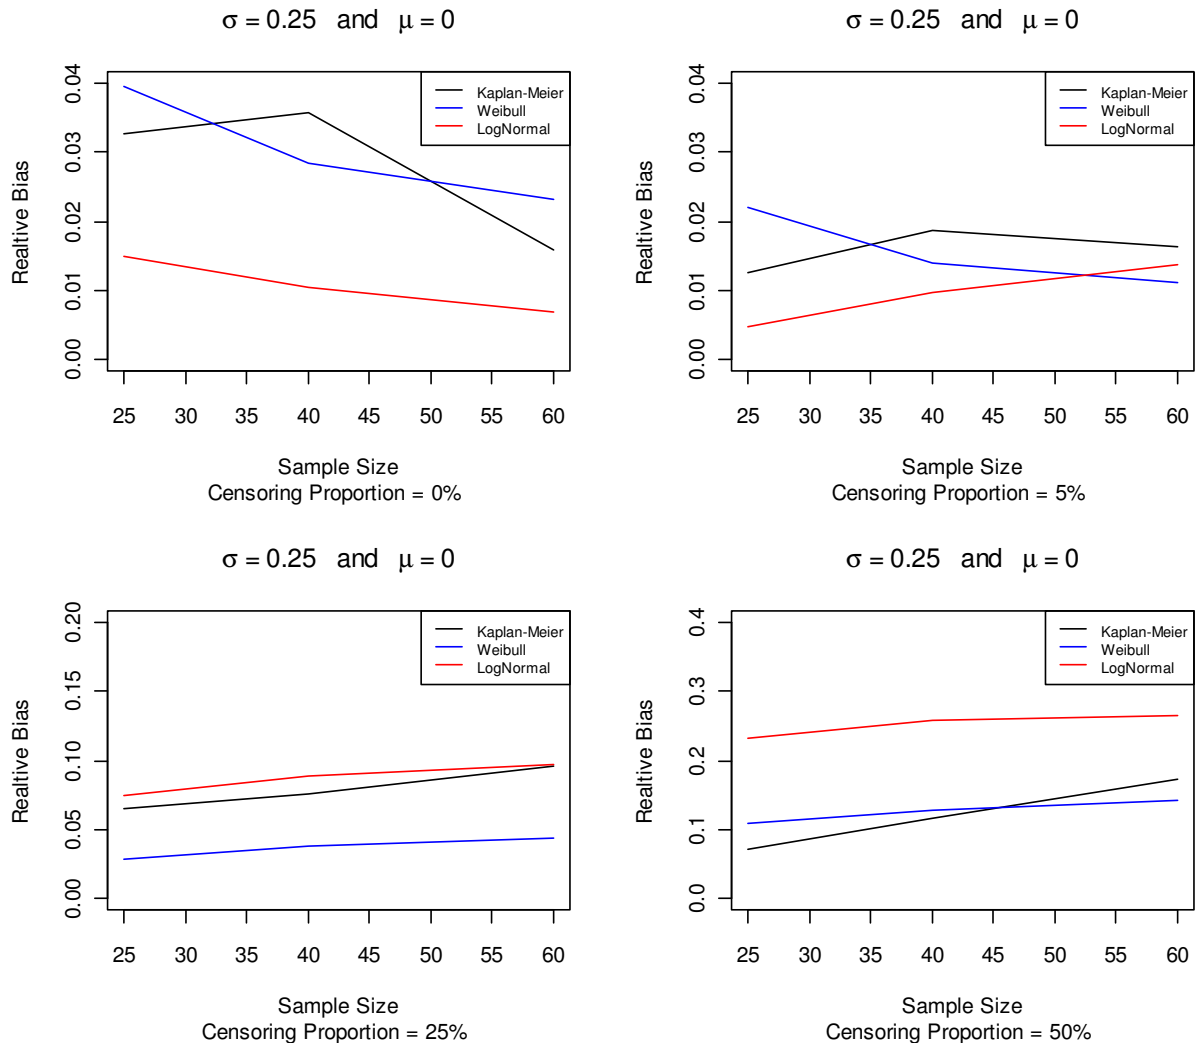 σ = 0.25 and μ = 0
Realtive Bias
0.04
0.03
0.02
0.01
0.00
Kaplan-Meier
Weibull
LogNormal
25 30 35 40 45 50 55 60
Sample Size
Censoring Proportion = 0%
σ = 0.25 and μ = 0
Realtive Bias
0.04
0.03
0.02
0.01
0.00
Kaplan-Meier
Weibull
LogNormal
25 30 35 40 45 50 55 60
Sample Size
Censoring Proportion = 5%
σ = 0.25 and μ = 0
Realtive Bias
0.20
0.15
0.10
0.05
0.00
Kaplan-Meier
Weibull
LogNormal
25 30 35 40 45 50 55 60
Sample Size
Censoring Proportion = 25%
σ = 0.25 and μ = 0
Realtive Bias
0.4
0.3
0.2
0.1
0.0
Kaplan-Meier
Weibull
LogNormal
25 30 35 40 45 50 55 60
Sample Size
Censoring Proportion = 50%